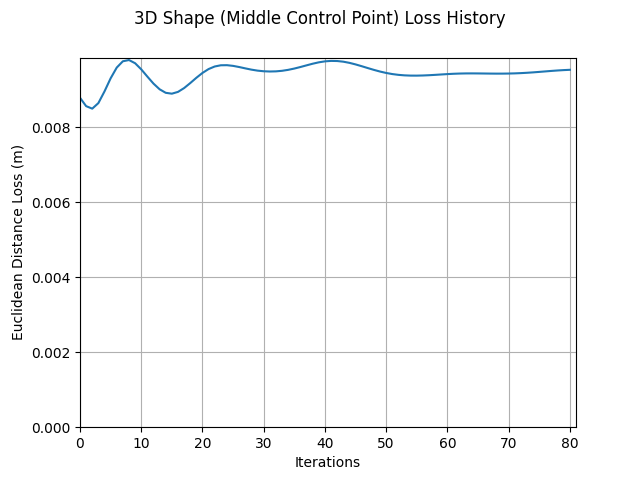 3D Shape (Middle Control Point) Loss History
Euclidean Distance Loss (m)
0.008
0.006
0.004
0.002
0.000
0 10 20 30 40 50 60 70 80
Iterations